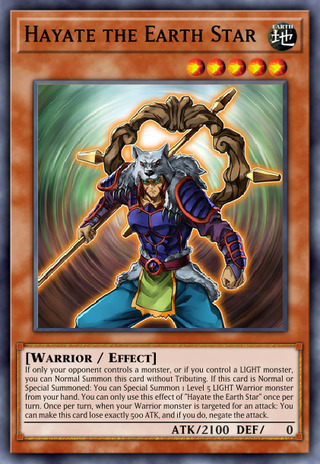 Hayate the Earth Star
EARTH
地
[Warrior / Effect]
If only your opponent controls a monster, or if you control a LIGHT monster,
you can Normal Summon this card without Tributing. If this card is Normal or
Special Summoned: You can Special Summon 1 Level 5 LIGHT Warrior monster
from your hand. You can only use this effect of "Hayate the Earth Star" once per
turn. Once per turn, when your Warrior monster is targeted for an attack: You
can make this card lose exactly 500 ATK, and if you do, negate the attack.
ATK/2100 DEF/ 0